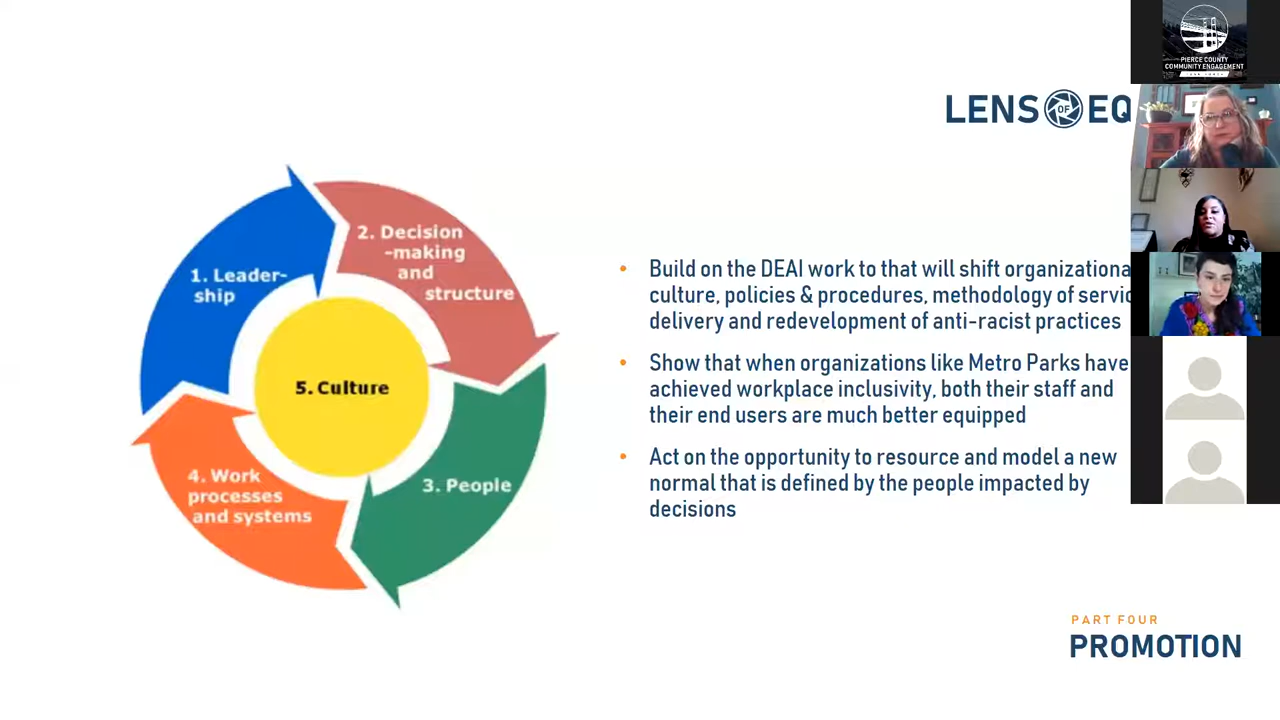 PIERCE COUNTY
COMMUNITY ENGAGEMENT
LENS OF EQ
1. Leader-
ship
2. Decision
-making
and
structure
3. People
4. Work
processes
and systems
5. Culture
• Build on the DEAI work to that will shift organizationa
culture, policies & procedures, methodology of servic
delivery and redevelopment of anti-racist practices
• Show that when organizations like Metro Parks have
achieved workplace inclusivity, both their staff and
their end users are much better equipped
• Act on the opportunity to resource and model a new
normal that is defined by the people impacted by
decisions
PART FOUR
PROMOTION